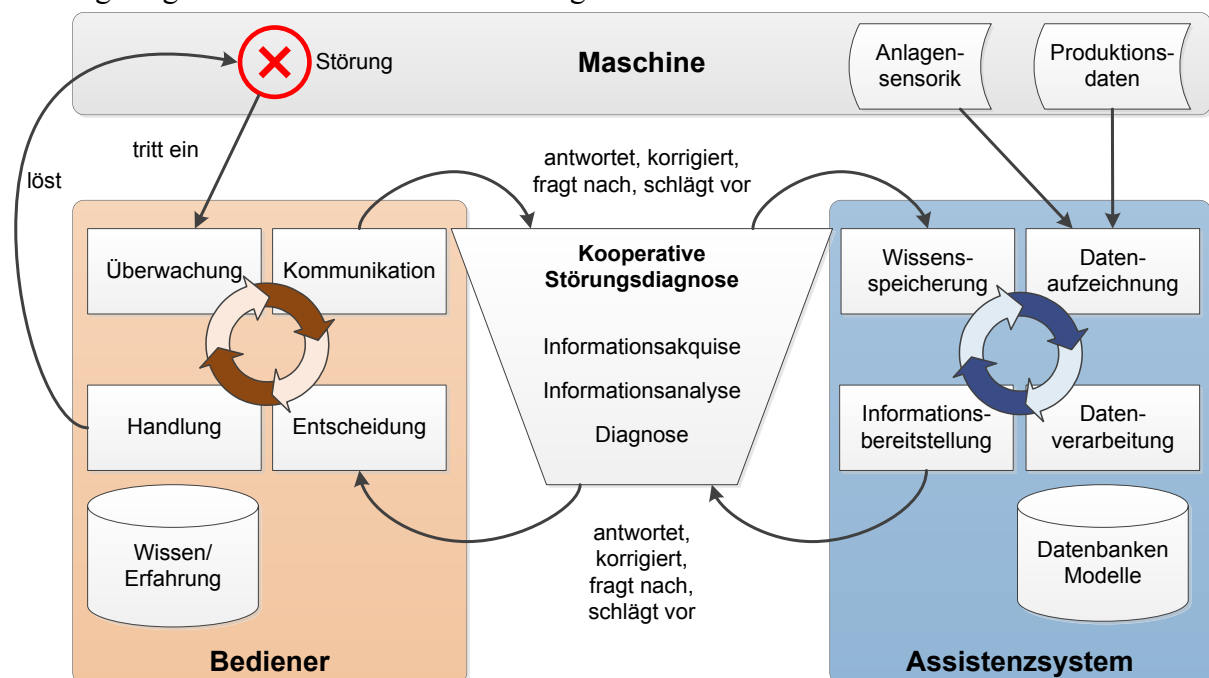 Störung
Maschine
Anlagen-
sensorik
Produktions-
daten
tritt ein
löst
antwortet, korrigiert,
fragt nach, schlägt vor
Überwachung
Kommunikation
Kooperative
Störungsdiagnose
Wissens-
speicherung
Daten-
aufzeichnung
Informationsakquise
Informationsanalyse
Diagnose
Handlung
Entscheidung
Informations-
bereitstellung
Daten-
verarbeitung
Wissen/
Erfahrung
antwortet,
korrigiert,
fragt nach,
schlägt vor
Datenbanken
Modelle
Bediener
Assistenzsystem